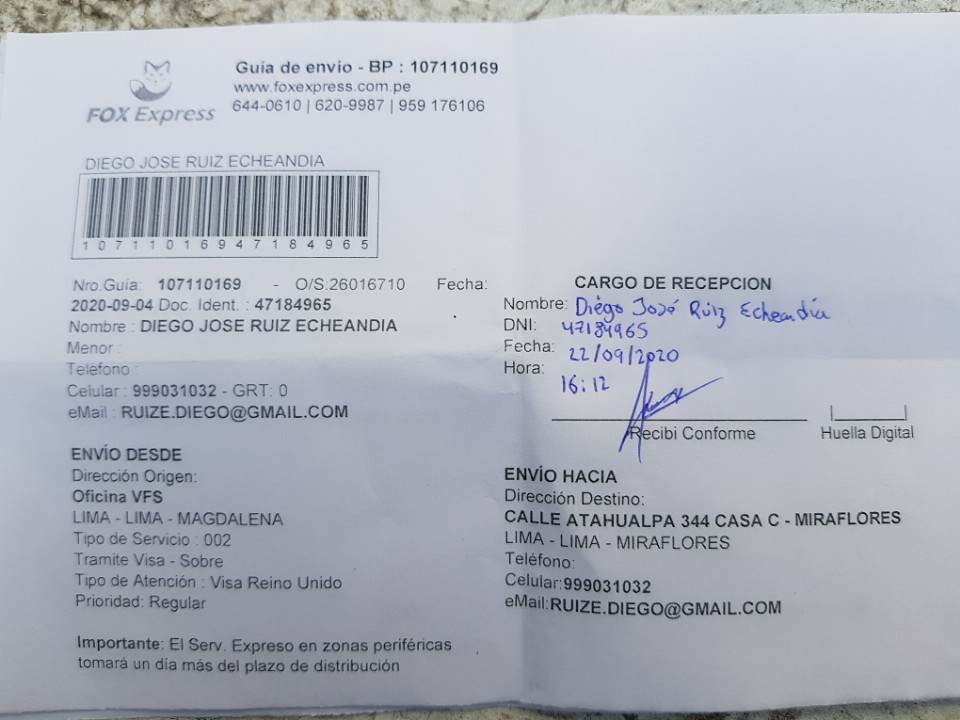 FOX Express
Guia de envio - BP : 107110169
www.foxexpress.com.pe
644-0610 | 620-9987 | 959 176106
DIEGO JOSE RUIZ ECHEANDIA
10711016947184965
Nro.Guía: 107110169 - O/S:26016710 Fecha:
2020-09-04 Doc. Ident. : 47184965
Nombre : DIEGO JOSE RUIZ ECHEANDIA
Menor :
Teléfono :
Celular : 999031032 - GRT: 0
eMail : RUIZE.DIEGO@GMAIL.COM
ENVÍO DESDE
Dirección Origen:
Oficina VFS
LIMA - LIMA - MAGDALENA
Tipo de Servicio : 002
Tramite Visa - Sobre
Tipo de Atención : Visa Reino Unido
Prioridad: Regular
Importante: El Serv. Expreso en zonas periféricas
tomará un día más del plazo de distribución
CARGO DE RECEPCION
Nombre: Diego José Ruiz Echeandía
DNI: 47184965
Fecha: 22/09/2020
Hora: 16:12
Recibi Conforme
Huella Digital
ENVÍO HACIA
Dirección Destino:
CALLE ATAHUALPA 344 CASA C - MIRAFLORES
LIMA - LIMA - MIRAFLORES
Teléfono:
Celular:999031032
eMail:RUIZE.DIEGO@GMAIL.COM